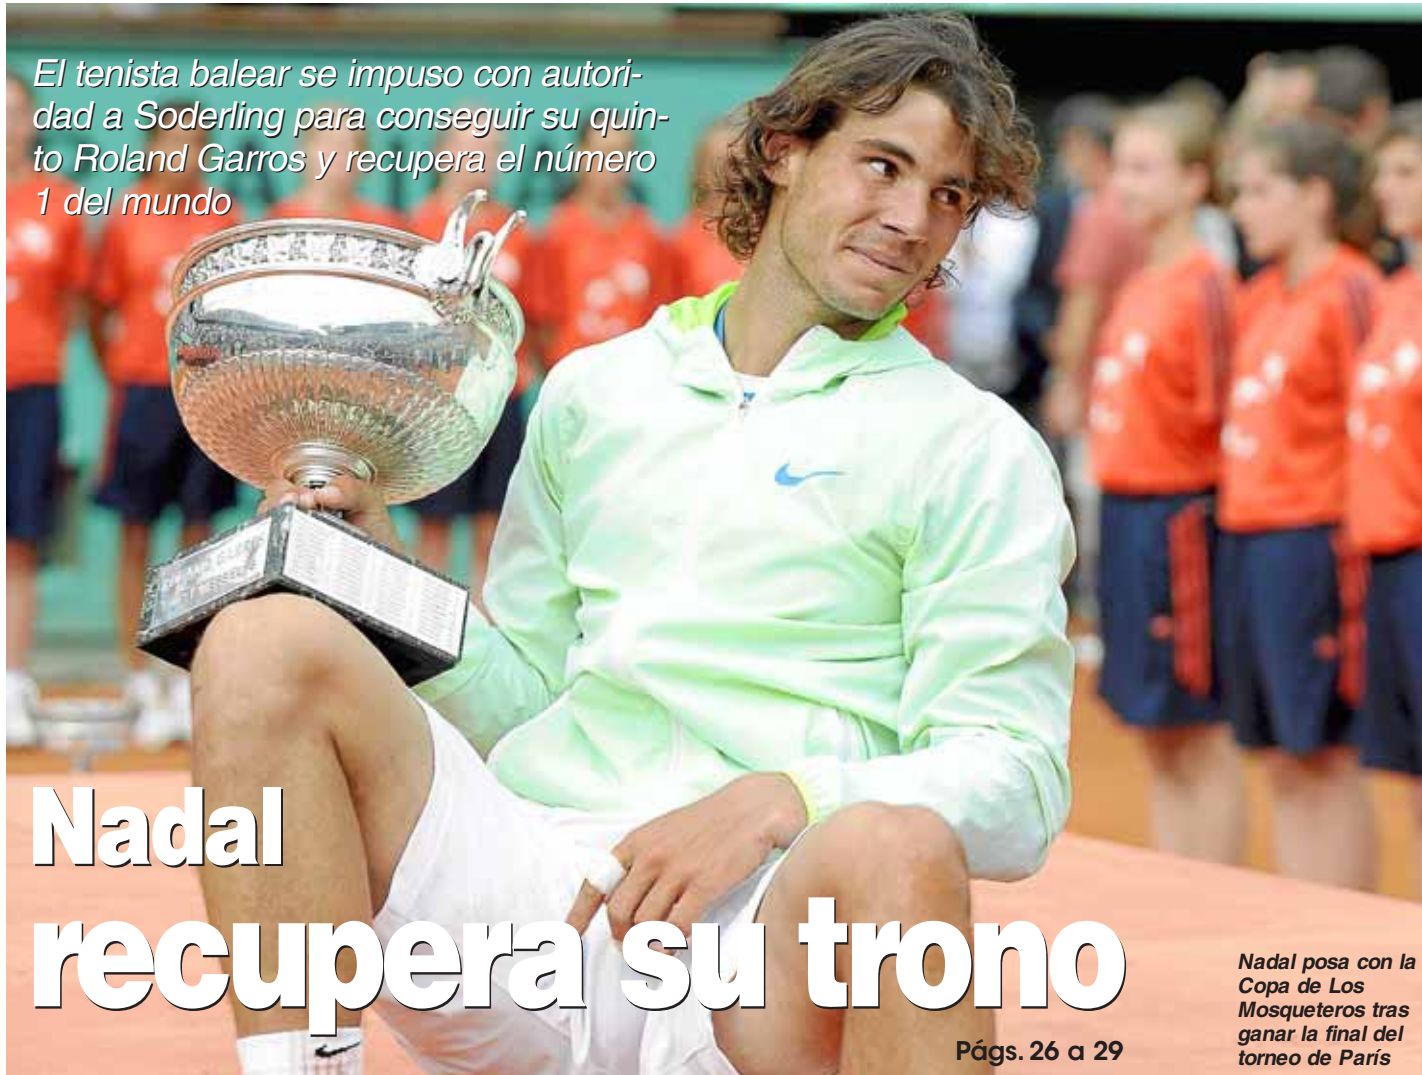 El tenista balear se impuso con autori-
dad a Soderling para conseguir su quin-
to Roland Garros y recupera el número
1 del mundo
Nadal
recupera su trono
Págs. 26 a 29
Nadal posa con la
Copa de Los
Mosqueteros tras
ganar la final del
torneo de París